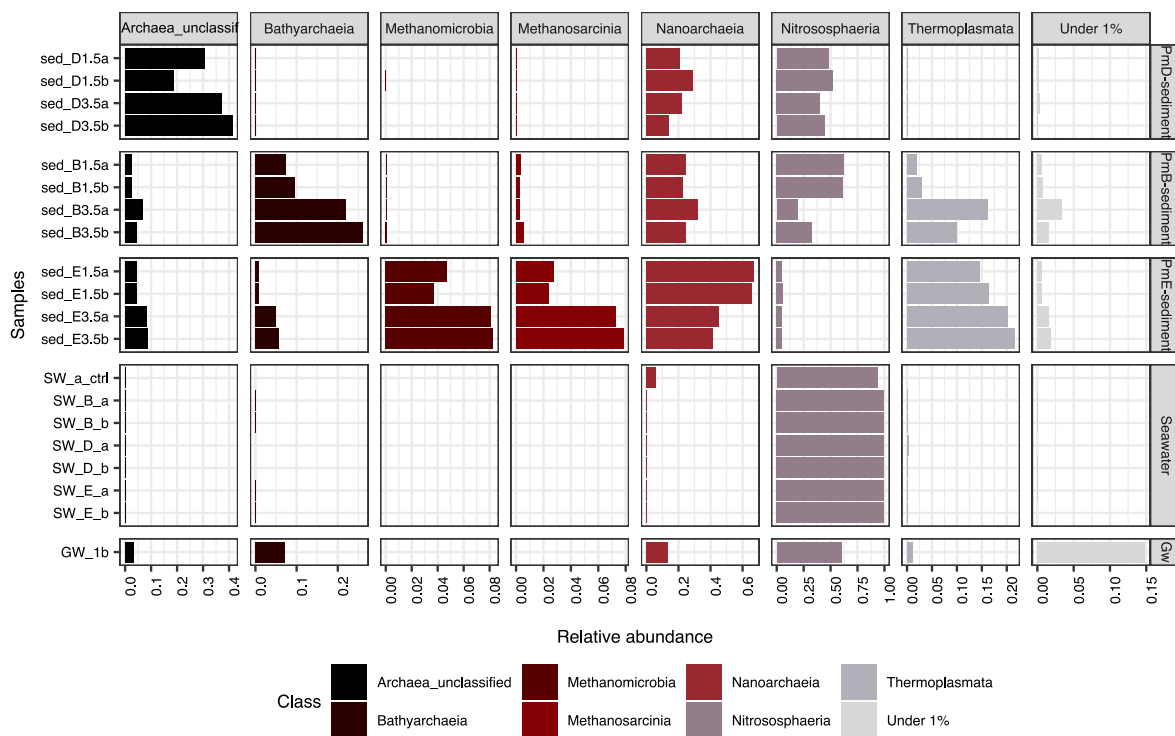 Archaea_unclassif Bathyarchaeia Methanomicrobia Methanosarcinia Nanoarchaeia Nitrososphaeria Thermoplasmata Under 1%
sed_D1.5a
sed_D1.5b
sed_D3.5a
sed_D3.5b
PmD-sediment
sed_B1.5a
sed_B1.5b
sed_B3.5a
sed_B3.5b
PmB-sediment
sed_E1.5a
sed_E1.5b
sed_E3.5a
sed_E3.5b
PmE-sediment
SW_a_ctrl
SW_B_a
SW_B_b
SW_D_a
SW_D_b
SW_E_a
SW_E_b
Seawater
GW_1b
Gw
Samples
0.0 0.1 0.2 0.3 0.4 0.0 0.1 0.2 0.00 0.02 0.04 0.06 0.08 0.00 0.02 0.04 0.06 0.08 0.0 0.2 0.4 0.6 0.00 0.25 0.50 0.75 1.00 0.00 0.05 0.10 0.15 0.20 0.00 0.05 0.10 0.15
Relative abundance
Class
Archaea_unclassified Methanomicrobia Nanoarchaeia Thermoplasmata
Bathyarchaeia Methanosarcinia Nitrososphaeria Under 1%